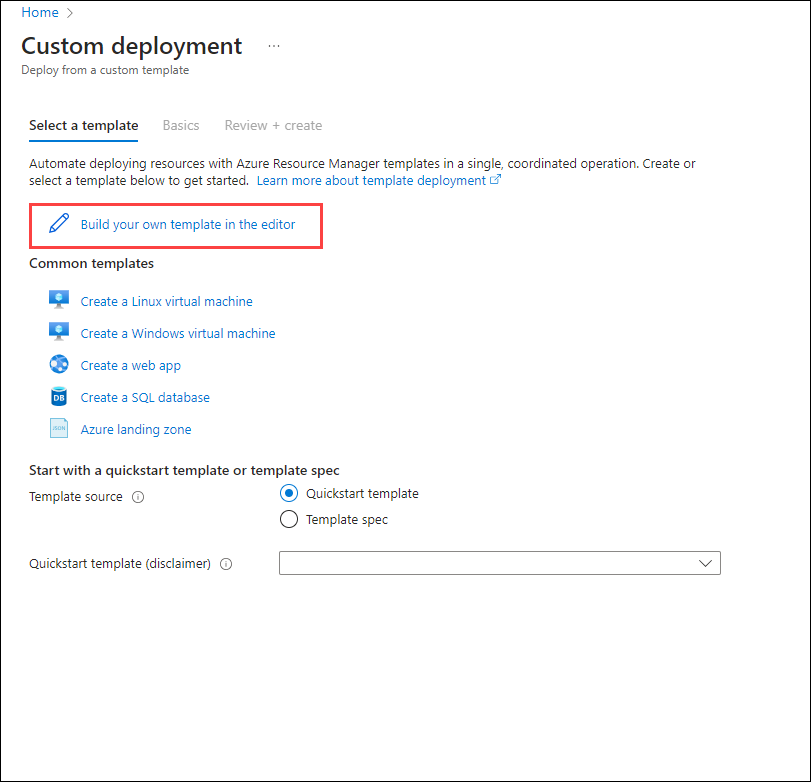 Home >
Custom deployment ...
Deploy from a custom template
Select a template Basics Review + create
Automate deploying resources with Azure Resource Manager templates in a single, coordinated operation. Create or
select a template below to get started. Learn more about template deployment
Build your own template in the editor
Common templates
Create a Linux virtual machine
Create a Windows virtual machine
Create a web app
DB Create a SQL database
JSON Azure landing zone
Start with a quickstart template or template spec
Template source Quickstart template
Template spec
Quickstart template (disclaimer)